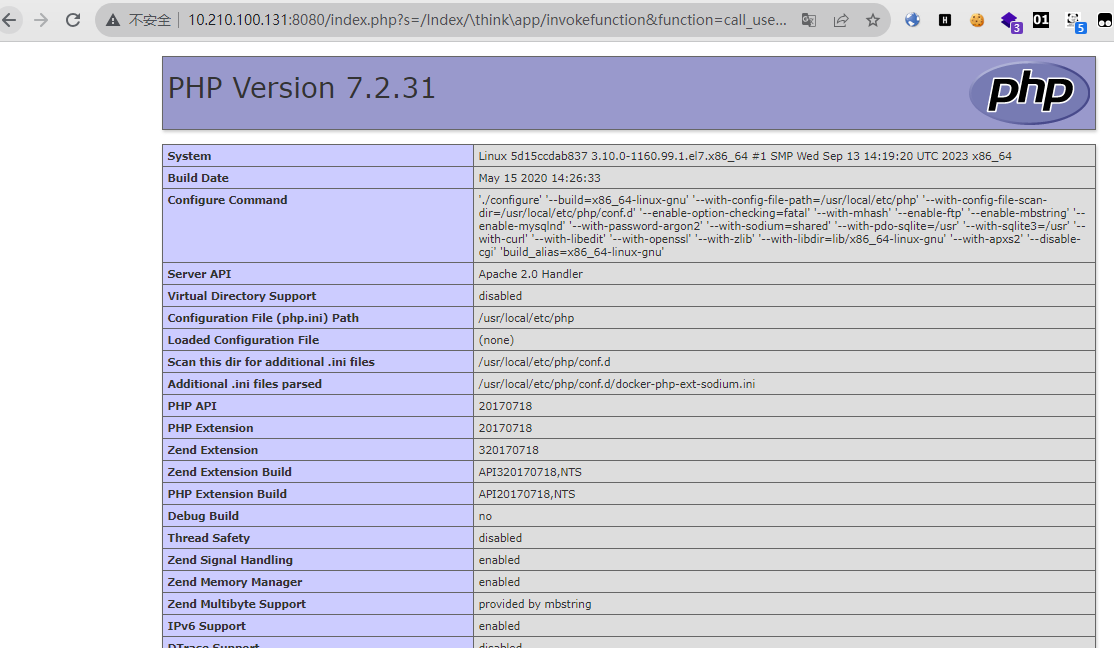 不安全 10.210.100.131:8080/index.php?s=/Index/\think\app/invokefunction&function=call_use...
3
01
5
PHP Version 7.2.31
php
System Linux 5d15ccdab837 3.10.0-1160.99.1.el7.x86_64 #1 SMP Wed Sep 13 14:19:20 UTC 2023 x86_64
Build Date May 15 2020 14:26:33
Configure Command './configure' '--build=x86_64-linux-gnu' '--with-config-file-path=/usr/local/etc/php' '--with-config-file-scan-
dir=/usr/local/etc/php/conf.d' '--enable-option-checking=fatal' '--with-mhash' '--enable-ftp' '--enable-mbstring' '--
enable-mysqlnd' '--with-password-argon2' '--with-sodium=shared' '--with-pdo-sqlite=/usr' '--with-sqlite3=/usr' '--
with-curl' '--with-libedit' '--with-openssl' '--with-zlib' '--with-libdir=lib/x86_64-linux-gnu' '--with-apxs2' '--disable-
cgi' 'build_alias=x86_64-linux-gnu'
Server API Apache 2.0 Handler
Virtual Directory Support disabled
Configuration File (php.ini) Path /usr/local/etc/php
Loaded Configuration File (none)
Scan this dir for additional .ini files /usr/local/etc/php/conf.d
Additional .ini files parsed /usr/local/etc/php/conf.d/docker-php-ext-sodium.ini
PHP API 20170718
PHP Extension 20170718
Zend Extension 320170718
Zend Extension Build API320170718,NTS
PHP Extension Build API20170718,NTS
Debug Build no
Thread Safety disabled
Zend Signal Handling enabled
Zend Memory Manager enabled
Zend Multibyte Support provided by mbstring
IPv6 Support enabled
DTrace Support disabled